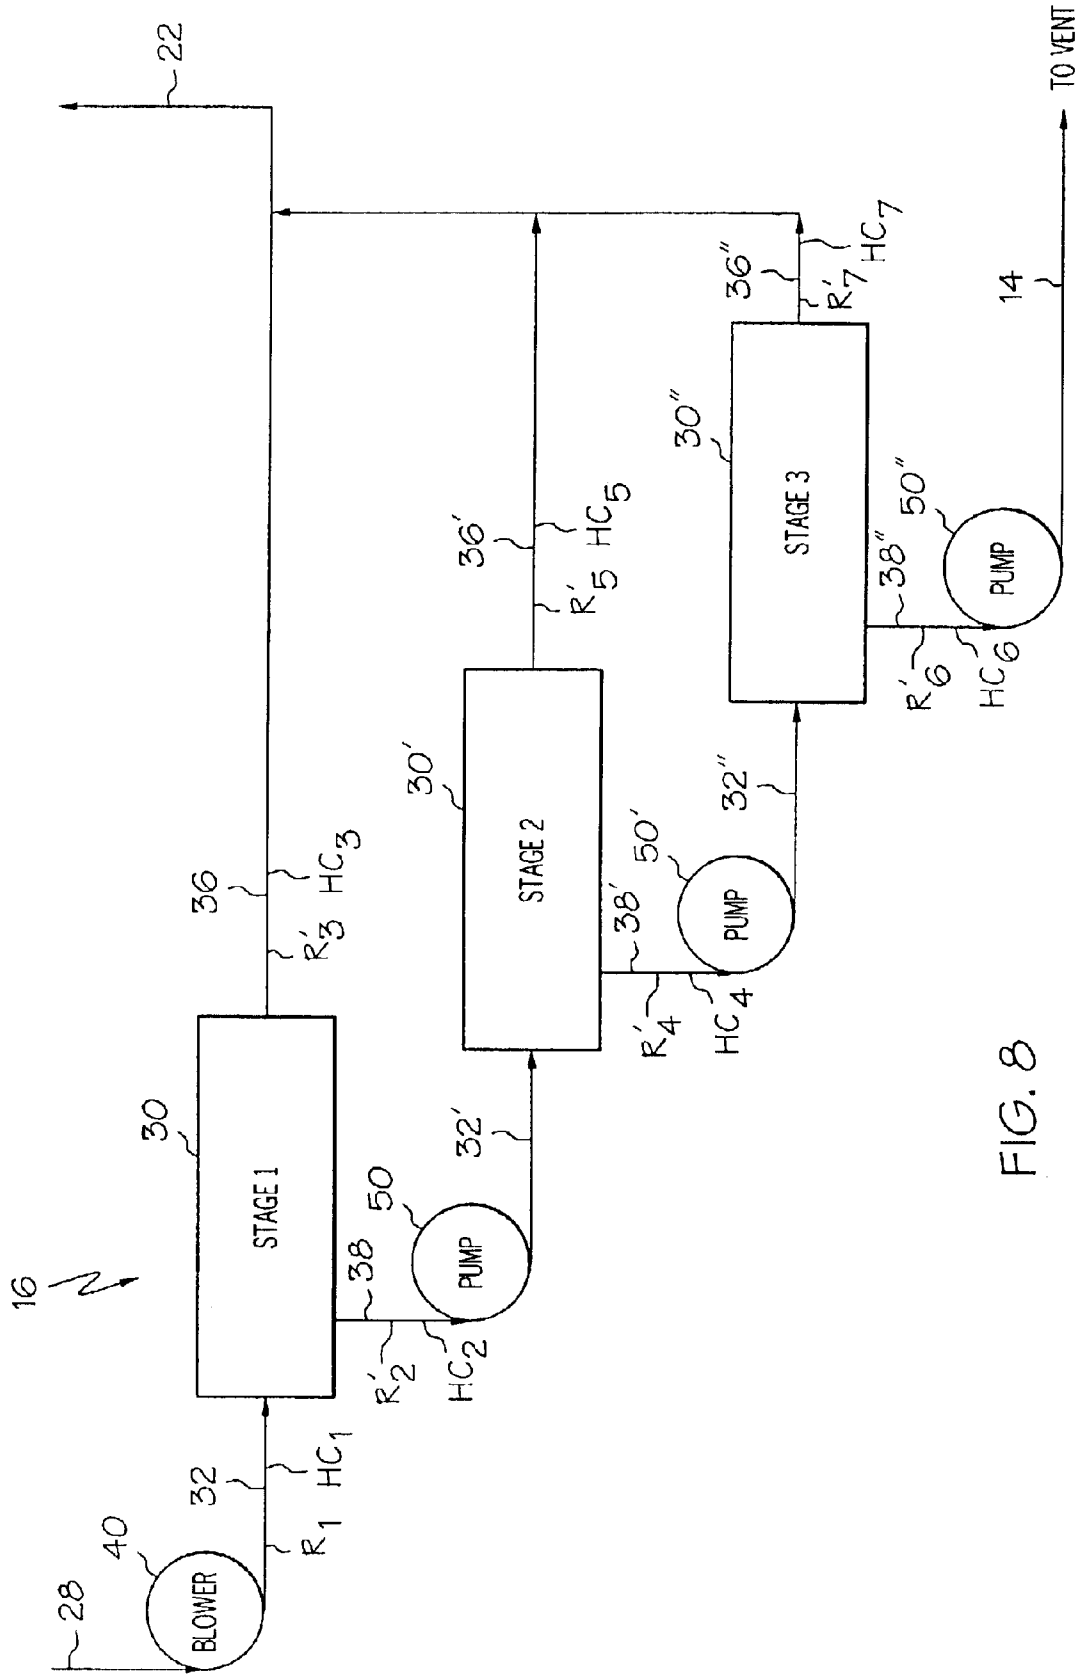 16
28
40
BLOWER
R1
32
HC1
30
STAGE 1
R'3
36
HC3
22
38
R'2
HC2
50
PUMP
32'
30'
STAGE 2
R'5
36'
HC5
38'
R'4
HC4
50'
PUMP
32"
30"
STAGE 3
R'7
36"
HC7
38"
R'6
HC6
50"
PUMP
14
TO VENT
FIG. 8